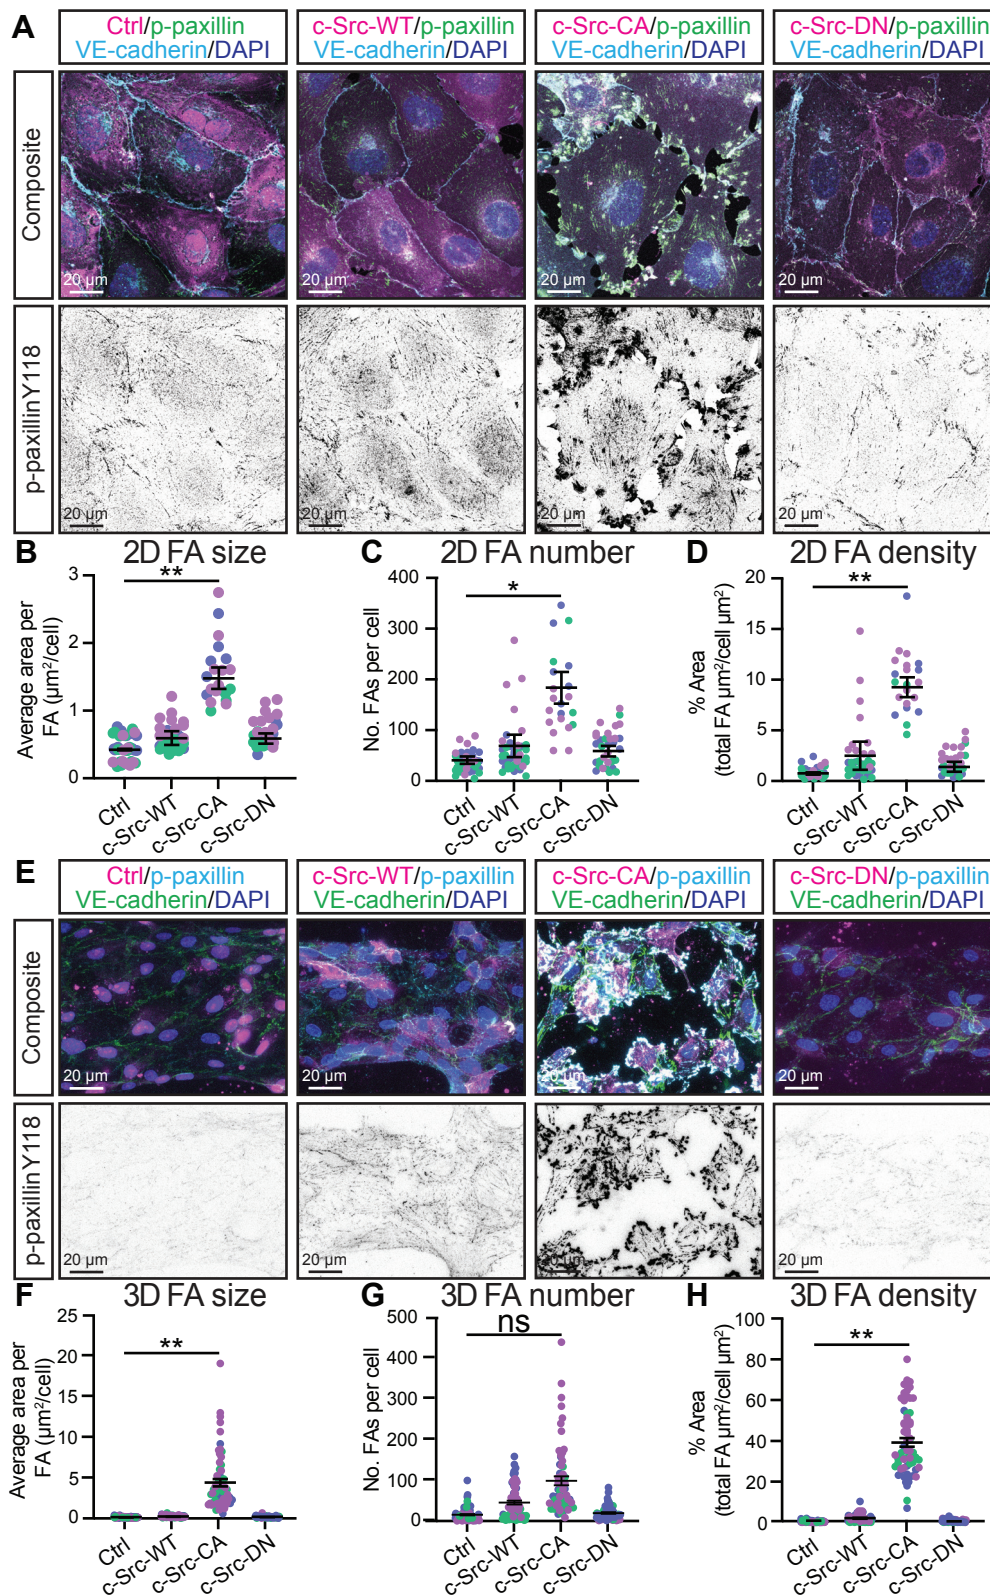 A
Ctrl/p-paxillin
VE-cadherin/DAPI
c-Src-WT/p-paxillin
VE-cadherin/DAPI
c-Src-CA/p-paxillin
VE-cadherin/DAPI
c-Src-DN/p-paxillin
VE-cadherin/DAPI
Composite
20 µm
20 µm
20 µm
20 µm
p-paxillin Y118
20 µm
20 µm
20 µm
20 µm
B
2D FA size
Average area per
FA (µm²/cell)
3
2
1
0
**
Ctrl
c-Src-WT
c-Src-CA
c-Src-DN
C
2D FA number
No. FAs per cell
400
300
200
100
0
*
Ctrl
c-Src-WT
c-Src-CA
c-Src-DN
D
2D FA density
% Area
(total FA µm²/cell µm²)
20
15
10
5
0
**
Ctrl
c-Src-WT
c-Src-CA
c-Src-DN
E
Ctrl/p-paxillin
VE-cadherin/DAPI
c-Src-WT/p-paxillin
VE-cadherin/DAPI
c-Src-CA/p-paxillin
VE-cadherin/DAPI
c-Src-DN/p-paxillin
VE-cadherin/DAPI
Composite
20 µm
20 µm
20 µm
20 µm
p-paxillin Y118
20 µm
20 µm
20 µm
20 µm
F
3D FA size
Average area per
FA (µm²/cell)
25
20
15
10
5
0
**
Ctrl
c-Src-WT
c-Src-CA
c-Src-DN
G
3D FA number
No. FAs per cell
500
400
300
200
100
0
ns
Ctrl
c-Src-WT
c-Src-CA
c-Src-DN
H
3D FA density
% Area
(total FA µm²/cell µm²)
100
80
60
40
20
0
**
Ctrl
c-Src-WT
c-Src-CA
c-Src-DN